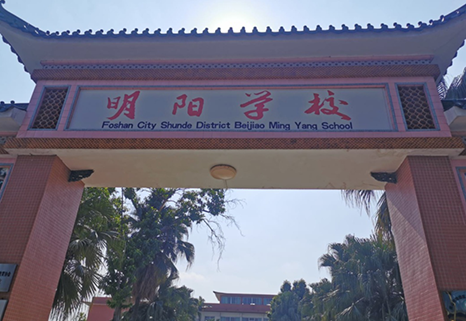 明阳学校
Foshan City Shunde District Beijiao Ming Yang School